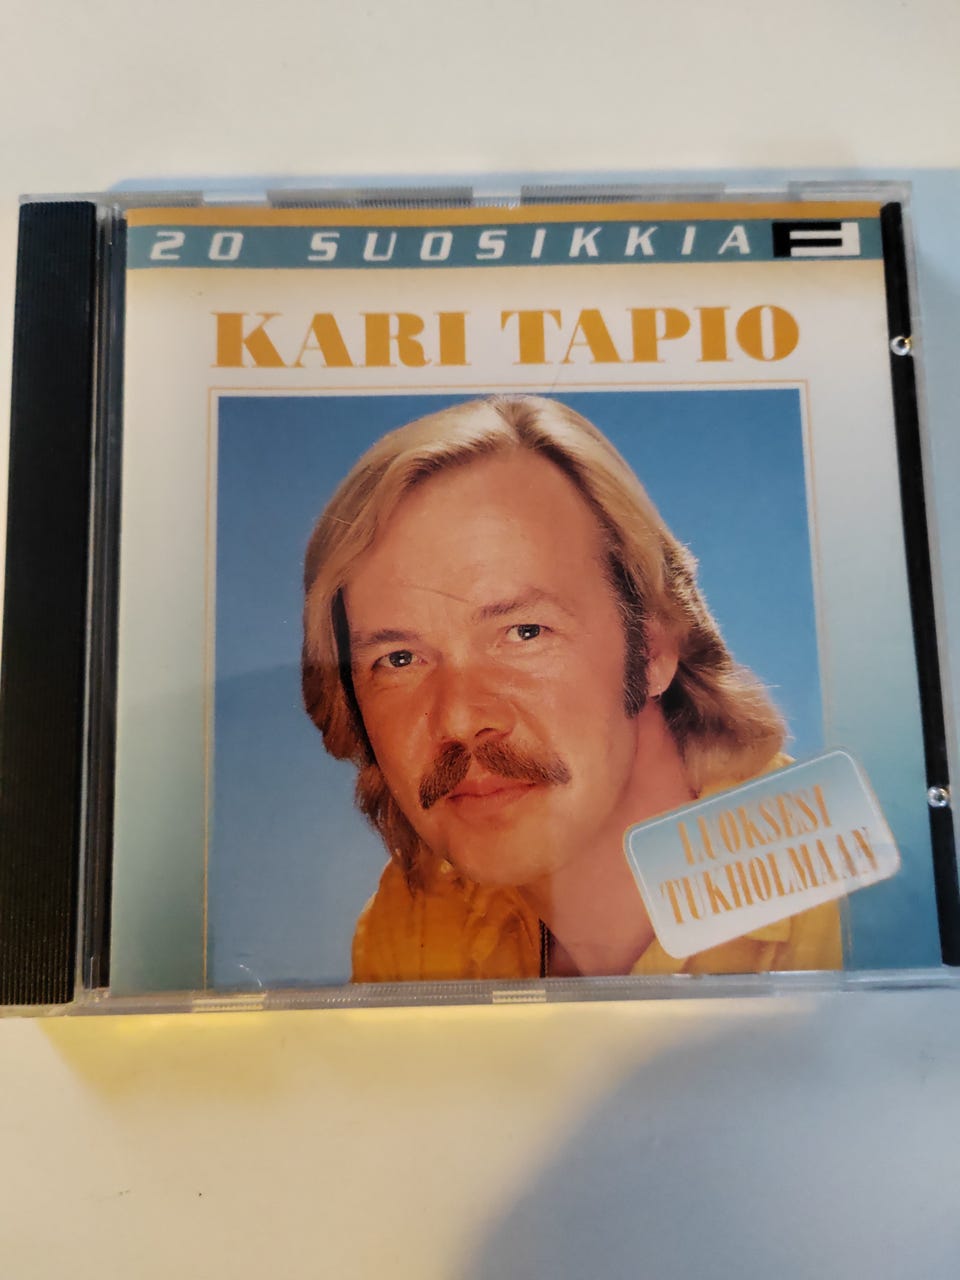 20 SUOSIKKIA
KARI TAPIO
LUOKSESI
TUKHOLMAAN